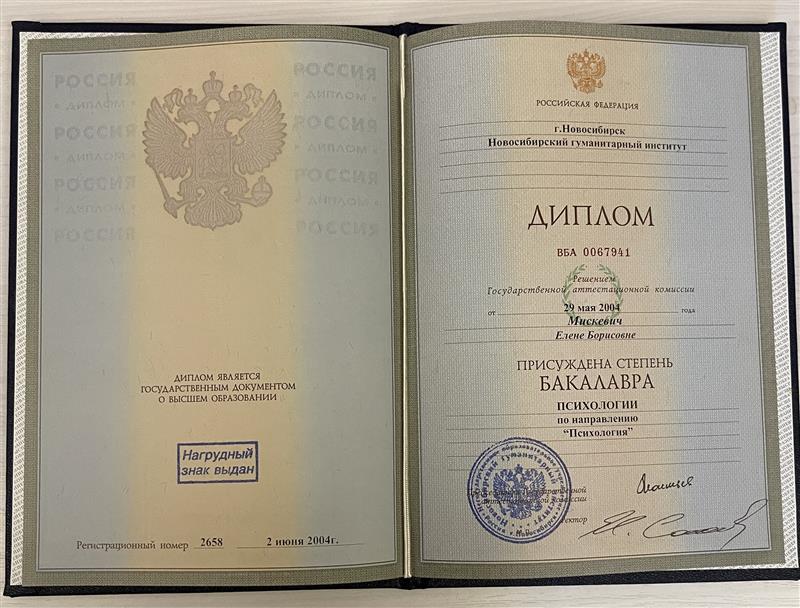 РОССИЯ РОССИЯ
« ДИПЛОМ » « ДИПЛОМ »
РОССИЯ РОССИЯ
« ДИПЛОМ » « ДИПЛОМ »
РОССИЯ РОССИЯ
« ДИПЛОМ » « ДИПЛОМ »
РОССИЯ РОССИЯ
ДИПЛОМ ЯВЛЯЕТСЯ
ГОСУДАРСТВЕННЫМ ДОКУМЕНТОМ
О ВЫСШЕМ ОБРАЗОВАНИИ
Нагрудный
знак выдан
Регистрационный номер 2658 2 июня 2004г.
РОССИЙСКАЯ ФЕДЕРАЦИЯ
г.Новосибирск
Новосибирский гуманитарный институт
ДИПЛОМ
ВБА 0067941
Решением
Государственной аттестационной комиссии
от 29 мая 2004 года
Мискевич
Елене Борисовне
ПРИСУЖДЕНА СТЕПЕНЬ
БАКАЛАВРА
ПСИХОЛОГИИ
по направлению
“Психология”
Государственной
аттестационной комиссии